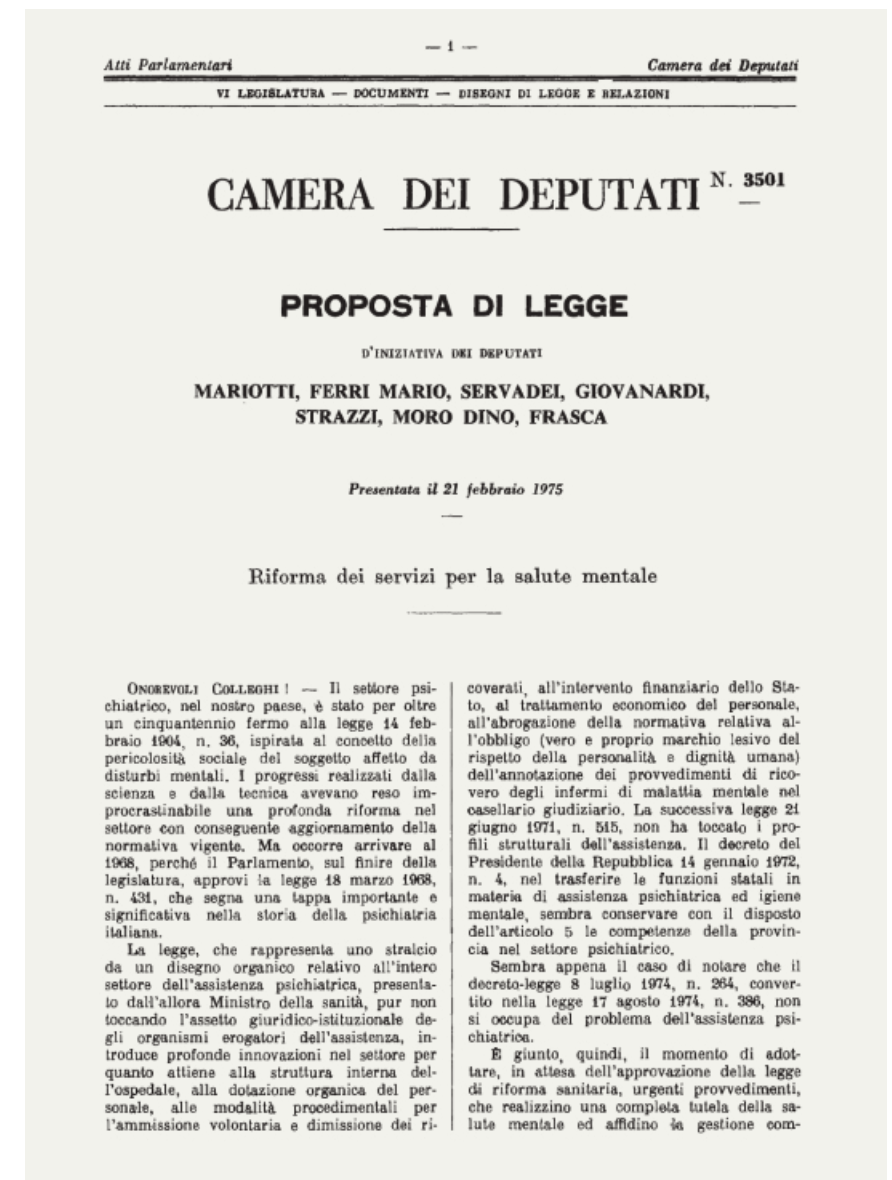 — 1 —
Atti Parlamentari Camera dei Deputati
VI LEGISLATURA — DOCUMENTI — DISEGNI DI LEGGE E RELAZIONI
CAMERA DEI DEPUTATI N. 3501
PROPOSTA DI LEGGE
D'INIZIATIVA DEI DEPUTATI
MARIOTTI, FERRI MARIO, SERVADEI, GIOVANARDI,
STRAZZI, MORO DINO, FRASCA
Presentata il 21 febbraio 1975
Riforma dei servizi per la salute mentale
ONOREVOLI COLLEGHI ! — Il settore psi-
chiatrico, nel nostro paese, è stato per oltre
un cinquantennio fermo alla legge 14 feb-
braio 1904, n. 36, ispirata al concetto della
pericolosità sociale del soggetto affetto da
disturbi mentali. I progressi realizzati dalla
scienza e dalla tecnica avevano reso im-
procrastinabile una profonda riforma nel
settore con conseguente aggiornamento della
normativa vigente. Ma occorre arrivare al
1968, perché il Parlamento, sul finire della
legislatura, approvi la legge 18 marzo 1968,
n. 431, che segna una tappa importante e
significativa nella storia della psichiatria
italiana.
La legge, che rappresenta uno stralcio
da un disegno organico relativo all'intero
settore dell'assistenza psichiatrica, presenta-
to dall'allora Ministro della sanità, pur non
toccando l'assetto giuridico-istituzionale de-
gli organismi erogatori dell'assistenza, in-
troduce profonde innovazioni nel settore per
quanto attiene alla struttura interna del-
l'ospedale, alla dotazione organica del per-
sonale, alle modalità procedimentali per
l'ammissione volontaria e dimissione dei ri-
coverati, all'intervento finanziario dello Sta-
to, al trattamento economico del personale,
all'abrogazione della normativa relativa al-
l'obbligo (vero e proprio marchio lesivo del
rispetto della personalità e dignità umana)
dell'annotazione dei provvedimenti di rico-
vero degli infermi di malattia mentale nel
casellario giudiziario. La successiva legge 21
giugno 1971, n. 515, non ha toccato i pro-
fili strutturali dell'assistenza. Il decreto del
Presidente della Repubblica 14 gennaio 1972,
n. 4, nel trasferire le funzioni statali in
materia di assistenza psichiatrica ed igiene
mentale, sembra conservare con il disposto
dell'articolo 5 le competenze della provin-
cia nel settore psichiatrico.
Sembra appena il caso di notare che il
decreto-legge 8 luglio 1974, n. 264, conver-
tito nella legge 17 agosto 1974, n. 386, non
si occupa del problema dell'assistenza psi-
chiatrica.
È giunto, quindi, il momento di adot-
tare, in attesa dell'approvazione della legge
di riforma sanitaria, urgenti provvedimenti,
che realizzino una completa tutela della sa-
lute mentale ed affidino la gestione com-